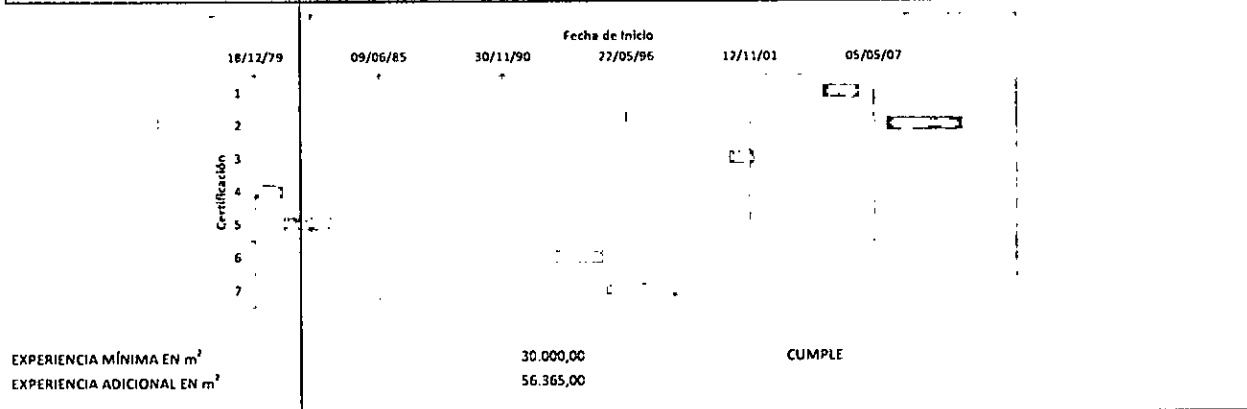 Fecha de Inicio
18/12/79 09/06/85 30/11/90 22/05/96 12/11/01 05/05/07
Certificación
1
2
3
4
5
6
7
EXPERIENCIA MÍNIMA EN m² 30.000,00 CUMPLE
EXPERIENCIA ADICIONAL EN m² 56.365,00